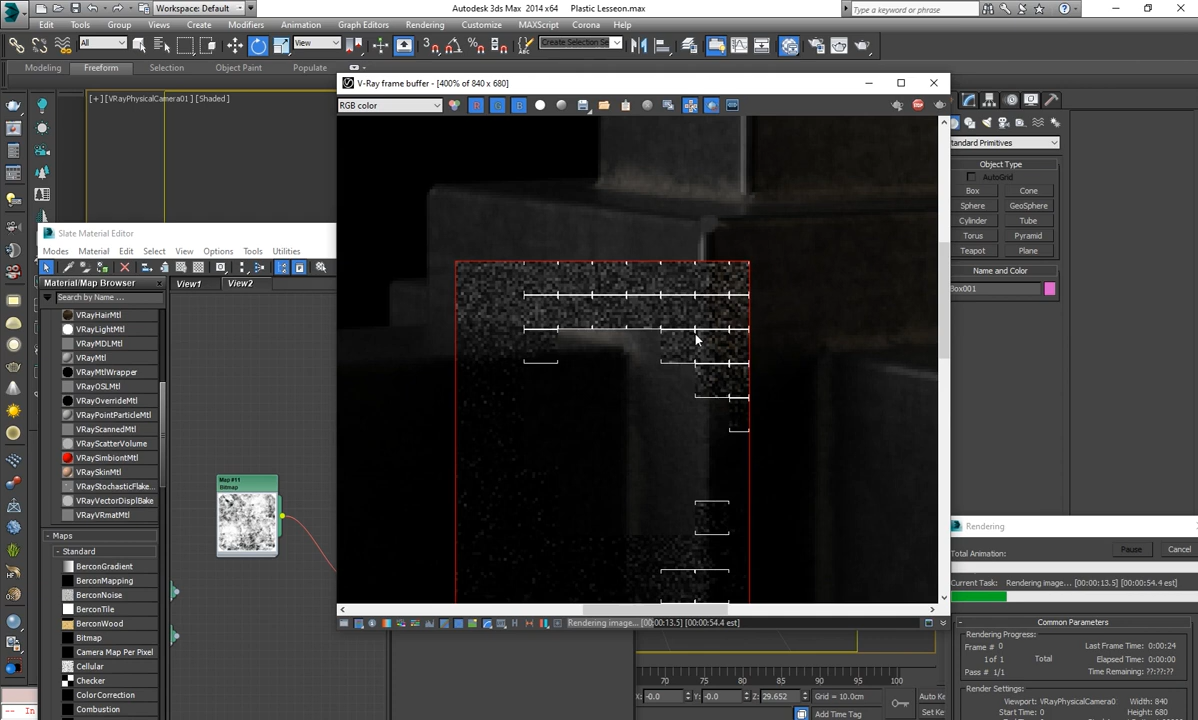 Workspace: Default
Autodesk 3ds Max 2014 x64 Plastic Lesseon.max
Type a keyword or phrase
Edit Tools Group Views Create Modifiers Animation Graph Editors Rendering Customize MAXScript Corona Help
All
View
Create Selection Se
Modeling Freeform Selection Object Paint Populate
[+] [VRayPhysicalCamera01] [Shaded]
V-Ray frame buffer - [400% of 840 x 680]
RGB color
R G B
Standard Primitives
Object Type
AutoGrid
Box Cone
Sphere GeoSphere
Cylinder Tube
Torus Pyramid
Teapot Plane
Name and Color
Box001
Slate Material Editor
Modes Material Edit Select View Options Tools Utilities
Material/Map Browser
View1 View2
Search by Name ...
VRayHairMtl
VRayLightMtl
VRayMDLMtl
VRayMtl
VRayMtlWrapper
VRayOSLMtl
VRayOverrideMtl
VRayPointParticleMtl
VRayScannedMtl
VRayScatterVolume
VRaySimbiontMtl
VRaySkinMtl
VRayStochasticFlake...
VRayVectorDisplBake
VRayVRmatMtl
- Maps
- Standard
BerconGradient
BerconMapping
BerconNoise
BerconTile
BerconWood
Bitmap
Camera Map Per Pixel
Cellular
Checker
ColorCorrection
Combustion
Map #11
Bitmap
Rendering
Total Animation:
Pause Cancel
Current Task: Rendering image... [00:00:13.5] [00:00:54.4 est]
Common Parameters
Rendering Progress:
Frame # 0 Last Frame Time: 0:00:24
1 of 1 Total Elapsed Time: 0:00:00
Pass # 1/1 Time Remaining: ??:??:??
Render Settings:
Viewport: VRayPhysicalCamera0 Width: 840
Start Time: 0 Height: 680
Rendering image... [00:00:13.5] [00:00:54.4 est]
70 75 80 85 90 95 100
X: -0.0 Y: -0.0 Z: 29.652 Grid = 10.0cm
Auto Ke
Add Time Tag
Set Ke
-- In